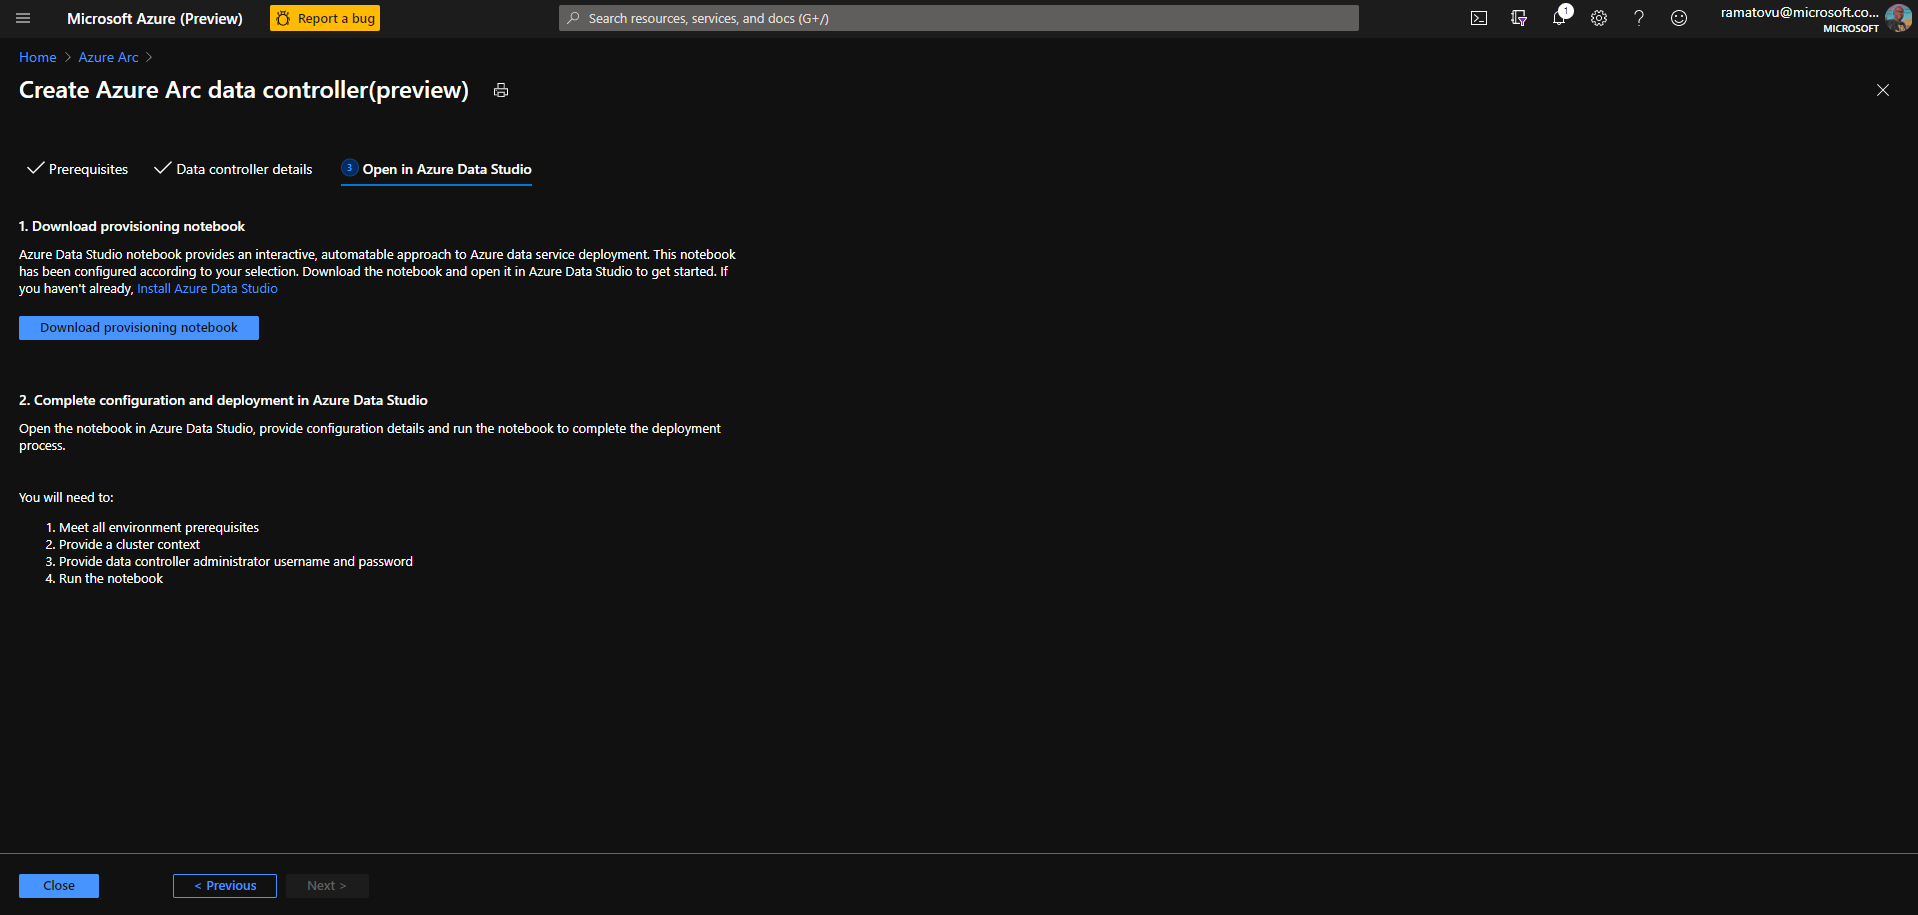 Microsoft Azure (Preview)
Report a bug
Search resources, services, and docs (G+/)
1
ramatovu@microsoft.co...
MICROSOFT
Home > Azure Arc >
Create Azure Arc data controller(preview)
Prerequisites
Data controller details
3 Open in Azure Data Studio
1. Download provisioning notebook
Azure Data Studio notebook provides an interactive, automatable approach to Azure data service deployment. This notebook
has been configured according to your selection. Download the notebook and open it in Azure Data Studio to get started. If
you haven't already, Install Azure Data Studio
Download provisioning notebook
2. Complete configuration and deployment in Azure Data Studio
Open the notebook in Azure Data Studio, provide configuration details and run the notebook to complete the deployment
process.
You will need to:
1. Meet all environment prerequisites
2. Provide a cluster context
3. Provide data controller administrator username and password
4. Run the notebook
Close
< Previous
Next >